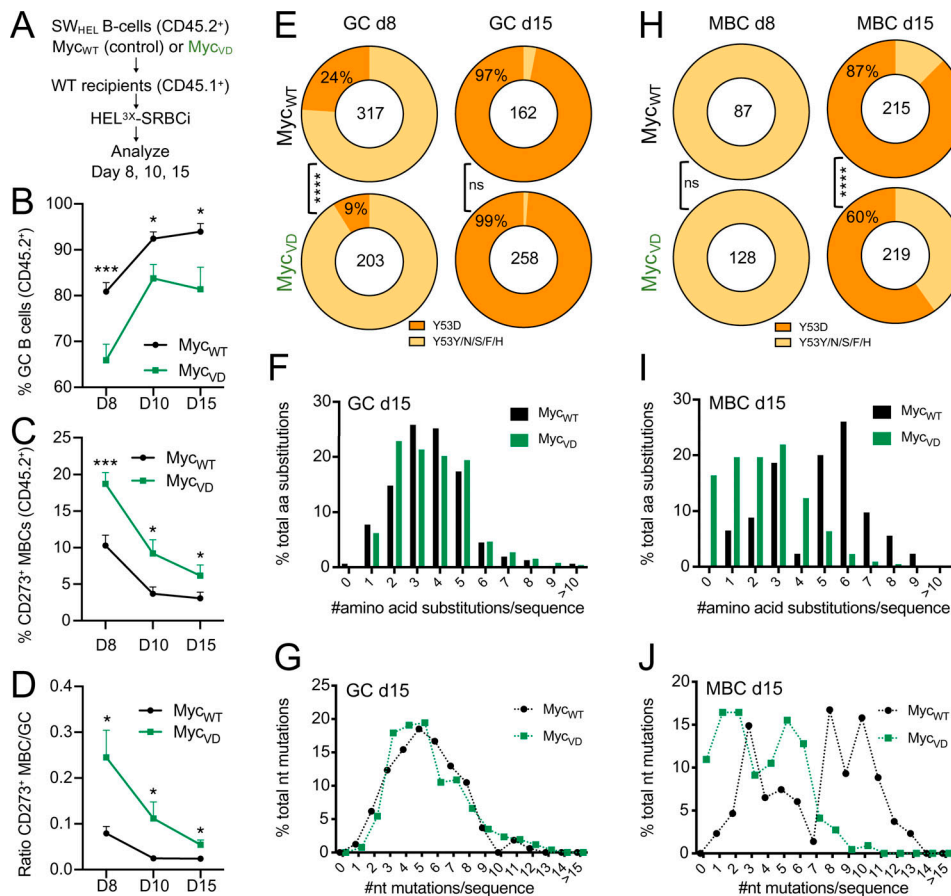 A
SWHEL B-cells (CD45.2+)
MycWT (control) or MycVD
WT recipients (CD45.1+)
HEL3X-SRBCi
Analyze
Day 8, 10, 15
B
% GC B cells (CD45.2+)
100
90
80
70
60
***
*
*
MycWT
MycVD
D8 D10 D15
C
% CD273+ MBCs (CD45.2+)
25
20
15
10
5
0
***
*
*
MycWT
MycVD
D8 D10 D15
D
Ratio CD273+ MBC/GC
0.4
0.3
0.2
0.1
0.0
*
*
*
MycWT
MycVD
D8 D10 D15
E
GC d8 GC d15
MycWT
24%
317
97%
162
****
ns
MycVD
9%
203
99%
258
Y53D
Y53Y/N/S/F/H
F
GC d15
% total aa substitutions
30
20
10
0
MycWT
MycVD
0 1 2 3 4 5 6 7 8 9 >10
#amino acid substitutions/sequence
G
GC d15
% total nt mutations
25
20
15
10
5
0
MycWT
MycVD
0 1 2 3 4 5 6 7 8 9 10 11 12 13 14 >15
#nt mutations/sequence
H
MBC d8 MBC d15
MycWT
87
87%
215
ns
****
MycVD
128
60%
219
Y53D
Y53Y/N/S/F/H
I
MBC d15
% total aa substitutions
30
20
10
0
MycWT
MycVD
0 1 2 3 4 5 6 7 8 9 >10
#amino acid substitutions/sequence
J
MBC d15
% total nt mutations
20
15
10
5
0
MycWT
MycVD
0 1 2 3 4 5 6 7 8 9 10 11 12 13 14 >15
#nt mutations/sequence